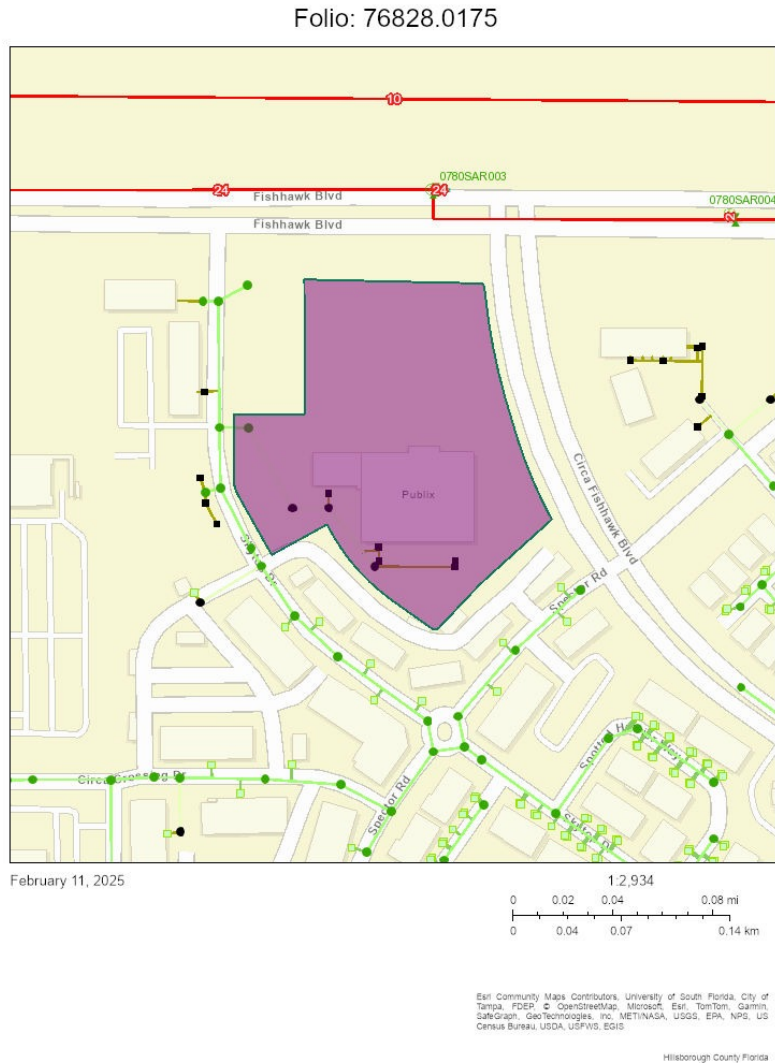 Folio: 76828.0175
10
24
24
0780SAR003
0780SAR004
Fishhawk Blvd
Fishhawk Blvd
Publix
Circa Fishhawk Blvd
Spector Rd
Circa Crossing Dr
Spector Rd
February 11, 2025
1:2,934
0 0.02 0.04 0.08 mi
0 0.04 0.07 0.14 km
Esri Community Maps Contributors, University of South Florida, City of
Tampa, FDEP, © OpenStreetMap, Microsoft, Esri, TomTom, Garmin,
SafeGraph, GeoTechnologies, Inc, METI/NASA, USGS, EPA, NPS, US
Census Bureau, USDA, USFWS, EGIS
Hillsborough County Florida